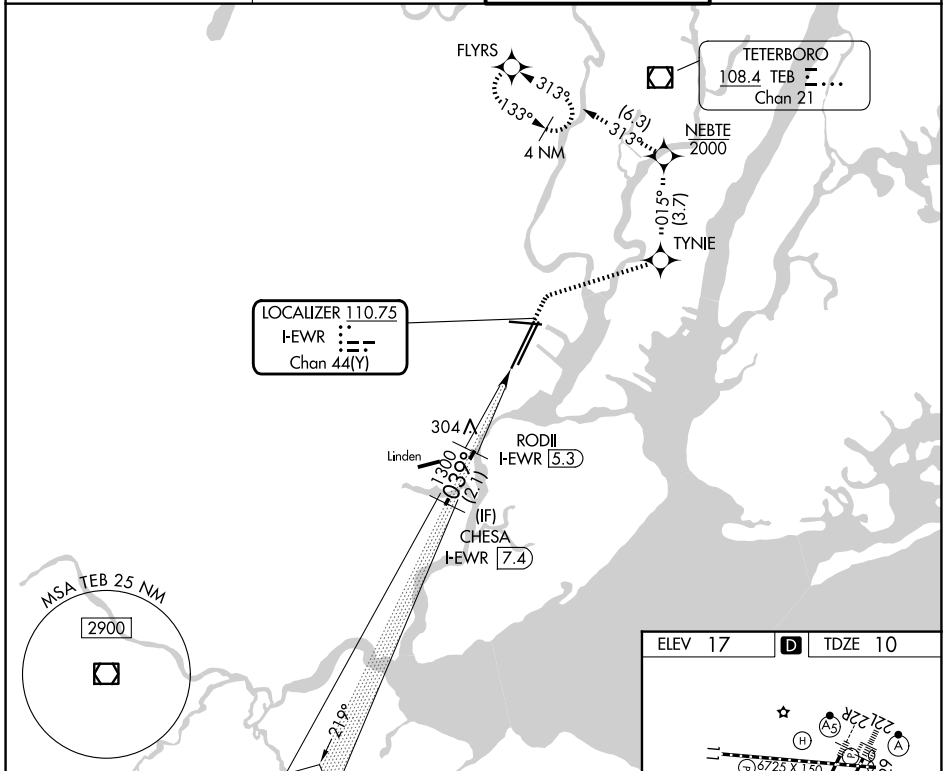 FLYRS
TETERBORO
108.4 TEB
Chan 21
313°
133°
4 NM
(6.3)
313°
NEBTE
2000
015°
(3.7)
TYNIE
LOCALIZER 110.75
I-EWR
Chan 44(Y)
304
Linden
RODII
I-EWR 5.3
1300
039°
(2.1)
(IF)
CHESA
I-EWR 7.4
MSA TEB 25 NM
2900
219°
ELEV 17
D
TDZE 10
A5
22R
22L
A
H
P
P
11
6725 X 150